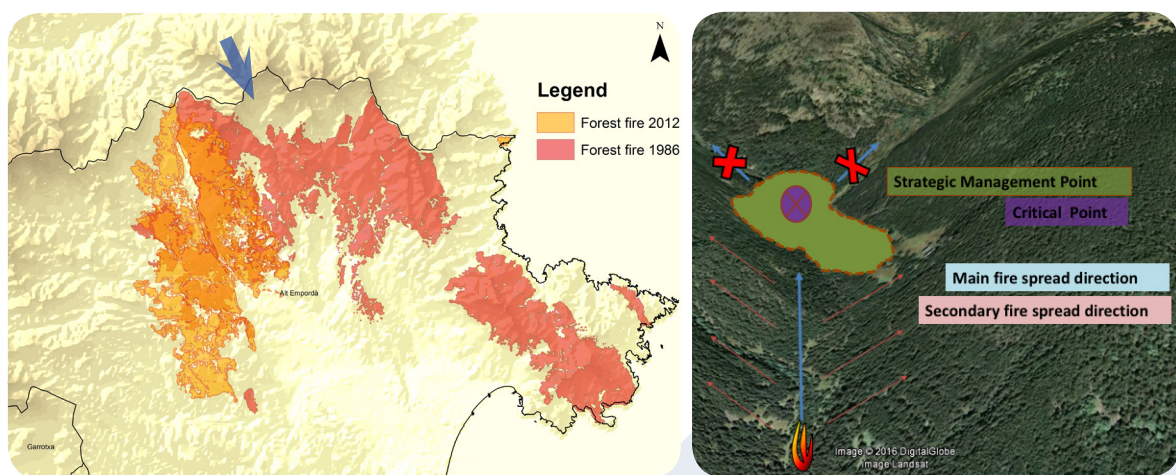 N
Legend
Forest fire 2012
Forest fire 1986
Alt Empordà
Garrotxa
Strategic Management Point
Critical Point
Main fire spread direction
Secondary fire spread direction
Image © 2016 DigitalGlobe
Image Landsat